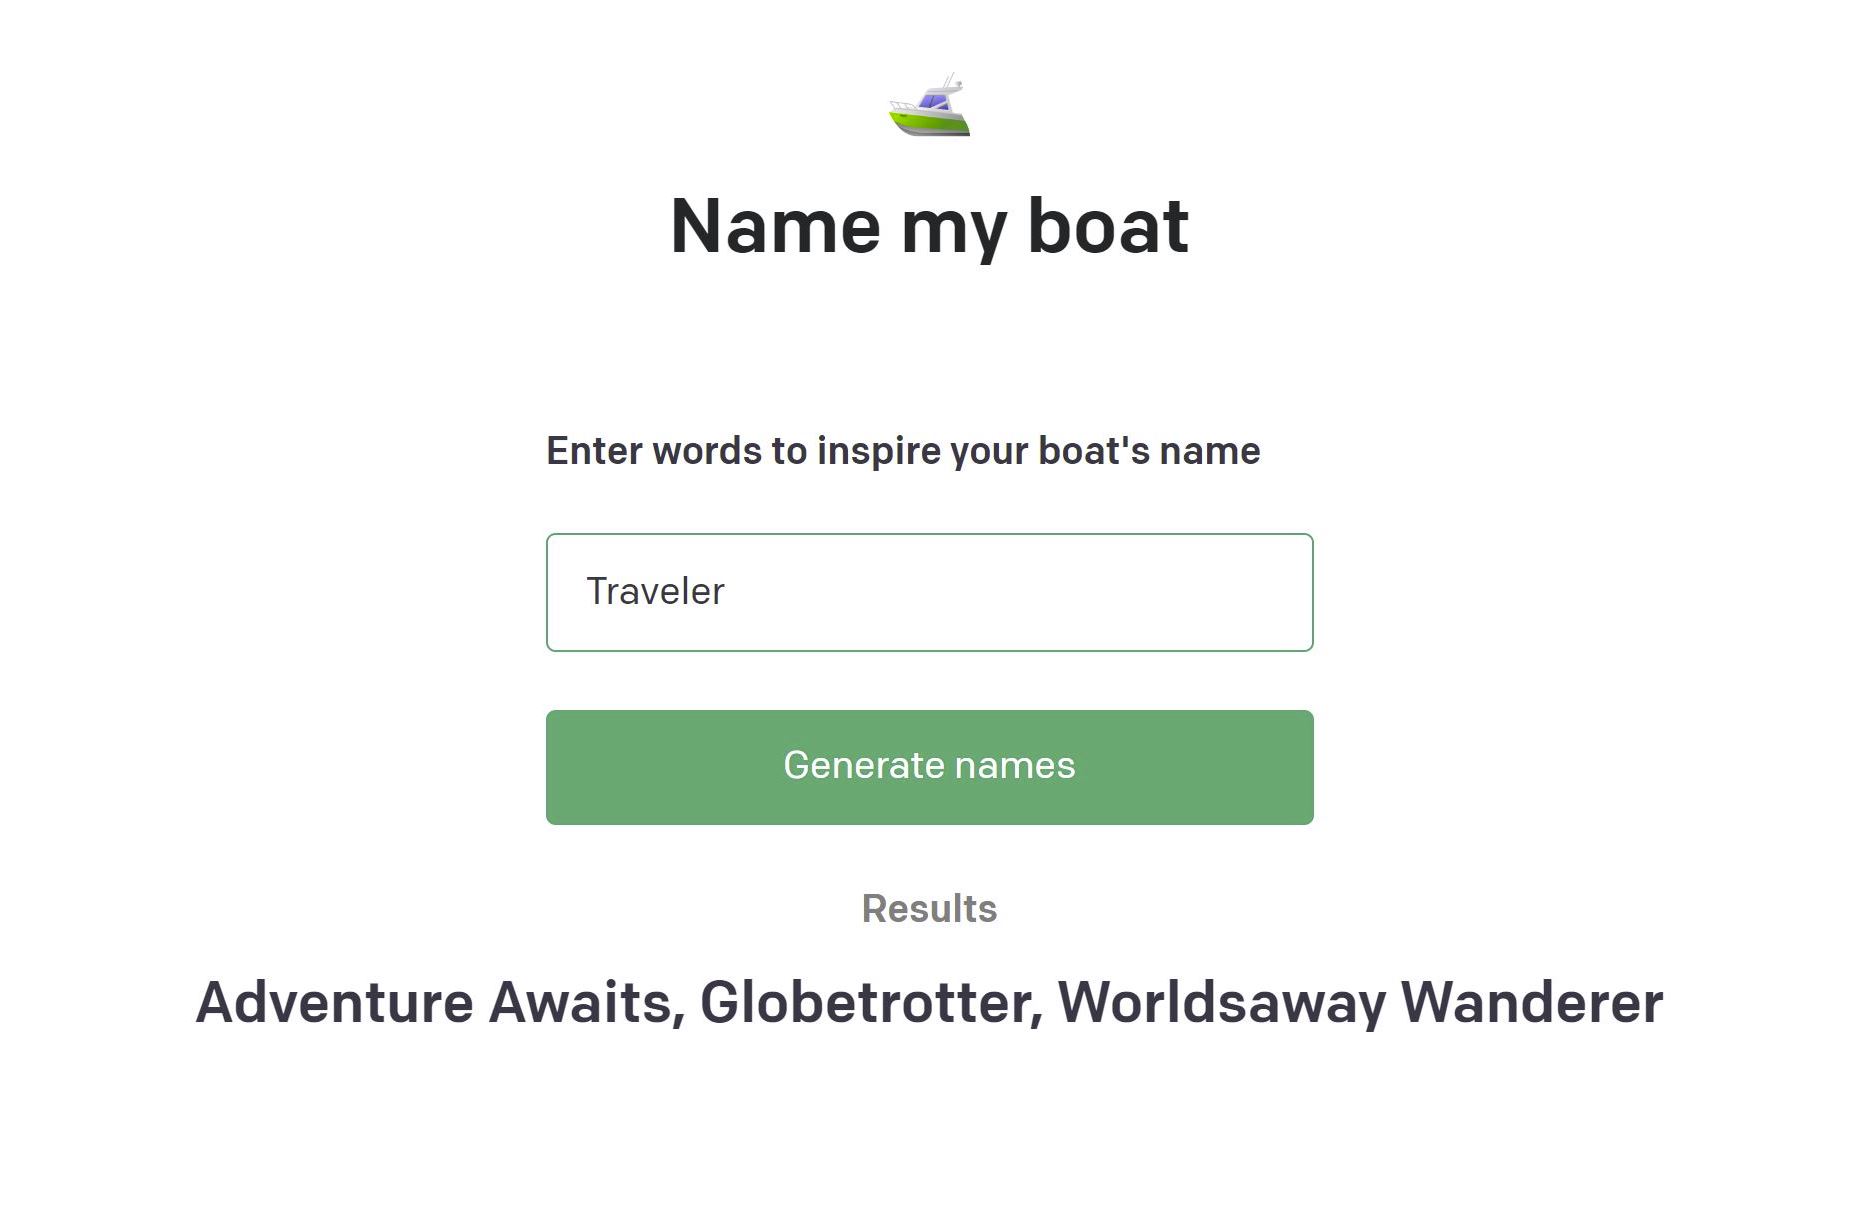 Name my boat
Enter words to inspire your boat's name
Traveler
Generate names
Results
Adventure Awaits, Globetrotter, Worldsaway Wanderer